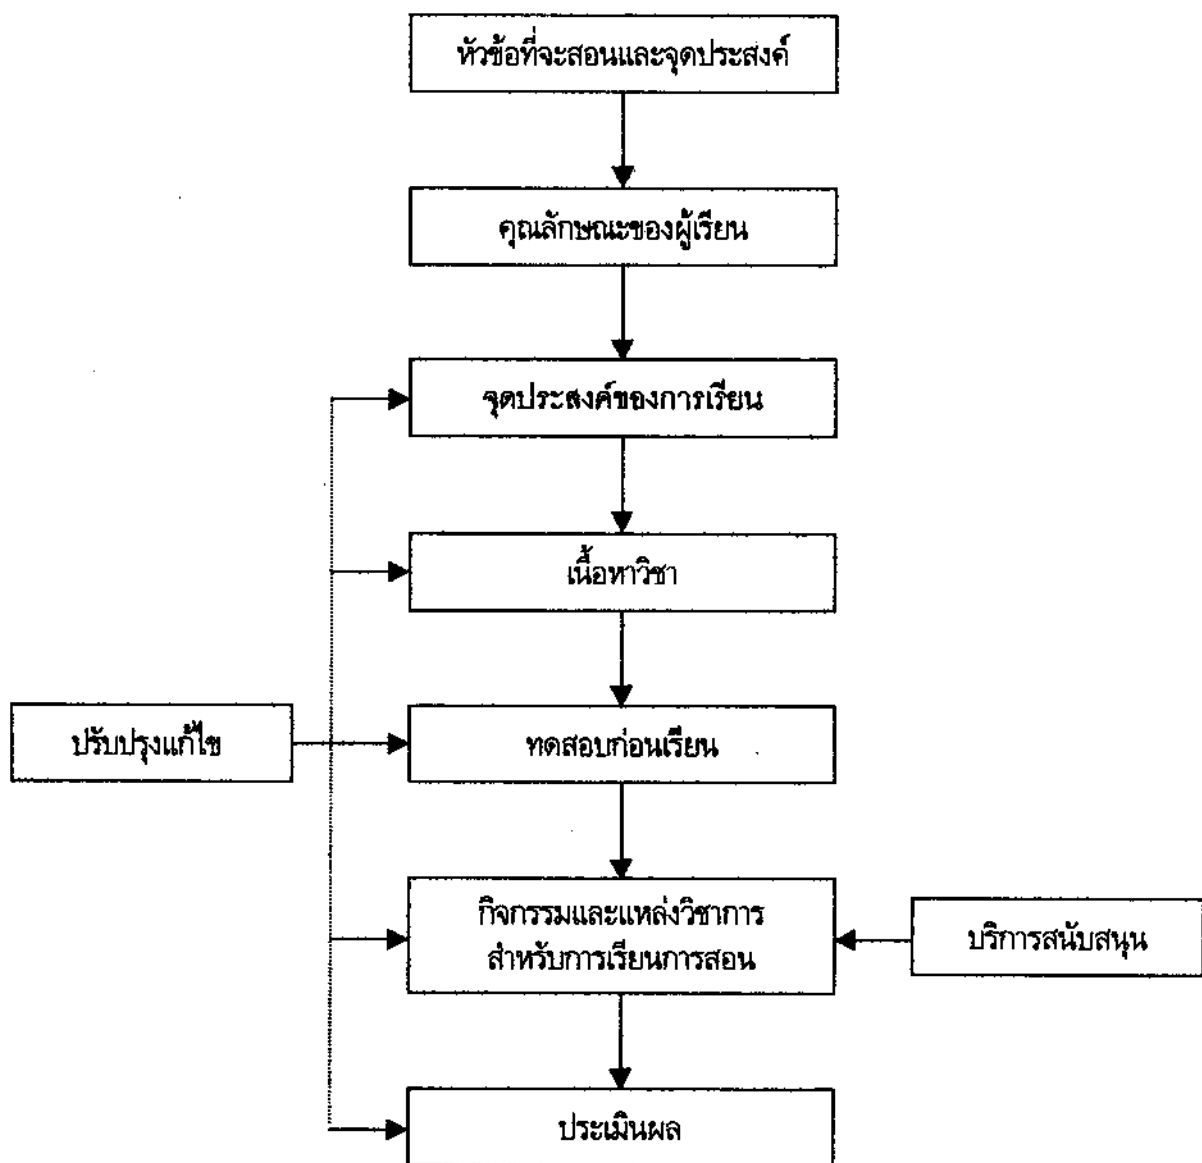 หัวข้อที่จะสอนและจุดประสงค์
คุณลักษณะของผู้เรียน
จุดประสงค์ของการเรียน
เนื้อหาวิชา
ปรับปรุงแก้ไข
ทดสอบก่อนเรียน
กิจกรรมและแหล่งวิชาการ
สำหรับการเรียนการสอน
บริการสนับสนุน
ประเมินผล